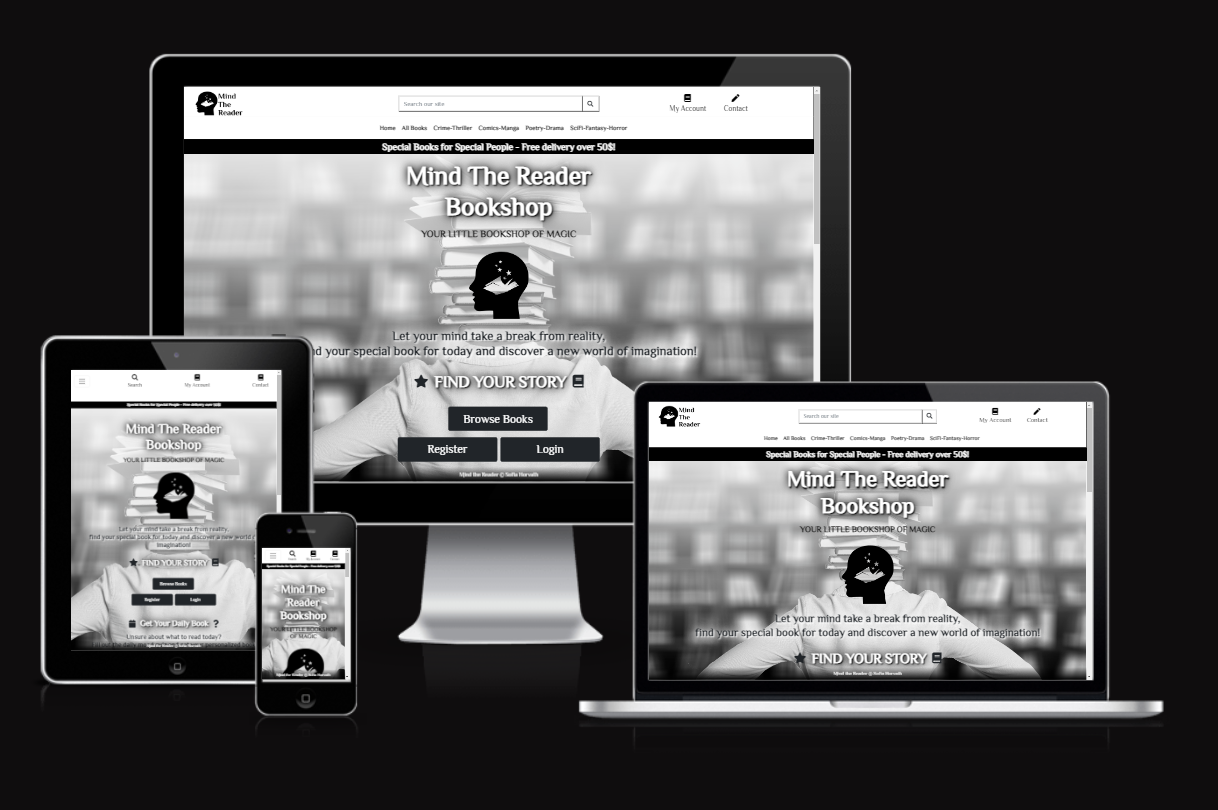 Mind
The
Reader
Search our site
My Account
Contact
Home All Books Crime-Thriller Comics-Manga Poetry-Drama SciFi-Fantasy-Horror
Special Books for Special People - Free delivery over 50$!
Mind The Reader
Bookshop
YOUR LITTLE BOOKSHOP OF MAGIC
Let your mind take a break from reality,
nd your special book for today and discover a new world of imagination!
FIND YOUR STORY
Browse Books
Register
Login
Mind the Reader © Sofia Horvath
Search
My Account
Contact
Special Books for Special People - Free delivery over 50$!
Mind The Reader
Bookshop
YOUR LITTLE BOOKSHOP OF MAGIC
Let your mind take a break from reality,
find your special book for today and discover a new world
imagination!
FIND YOUR STORY
Browse Books
Register
Login
Get Your Daily Book ?
Unsure about what to read today?
Mind the Reader © Sofia Horvath
Special Books for Special People - Free delivery over 50$!
Mind The
Reader
Bookshop
YOUR LITTLE BOOKSHOP
OF MAGIC
Mind the Reader © Sofia Horvath
Mind
The
Reader
Search our site
My Account
Contact
Home All Books Crime-Thriller Comics-Manga Poetry-Drama SciFi-Fantasy-Horror
Special Books for Special People - Free delivery over 50$!
Mind The Reader
Bookshop
YOUR LITTLE BOOKSHOP OF MAGIC
Let your mind take a break from reality,
find your special book for today and discover a new world of imagination!
FIND YOUR STORY
Mind the Reader © Sofia Horvath